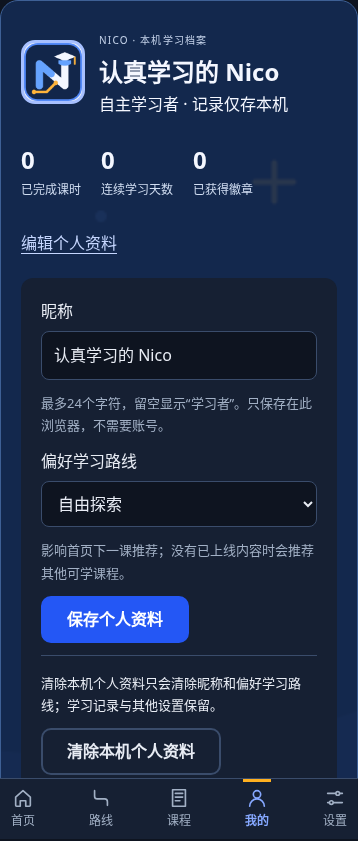 NICO · 本机学习档案
认真学习的 Nico
自主学习者 · 记录仅存本机
0 0 0
已完成课时 连续学习天数 已获得徽章
编辑个人资料
昵称
认真学习的 Nico
最多24个字符，留空显示“学习者”。只保存在此
浏览器，不需要账号。
偏好学习路线
自由探索
影响首页下一课推荐；没有已上线内容时会推荐
其他可学课程。
保存个人资料
清除本机个人资料只会清除昵称和偏好学习路
线；学习记录与其他设置保留。
清除本机个人资料
首页 路线 课程 我的 设置